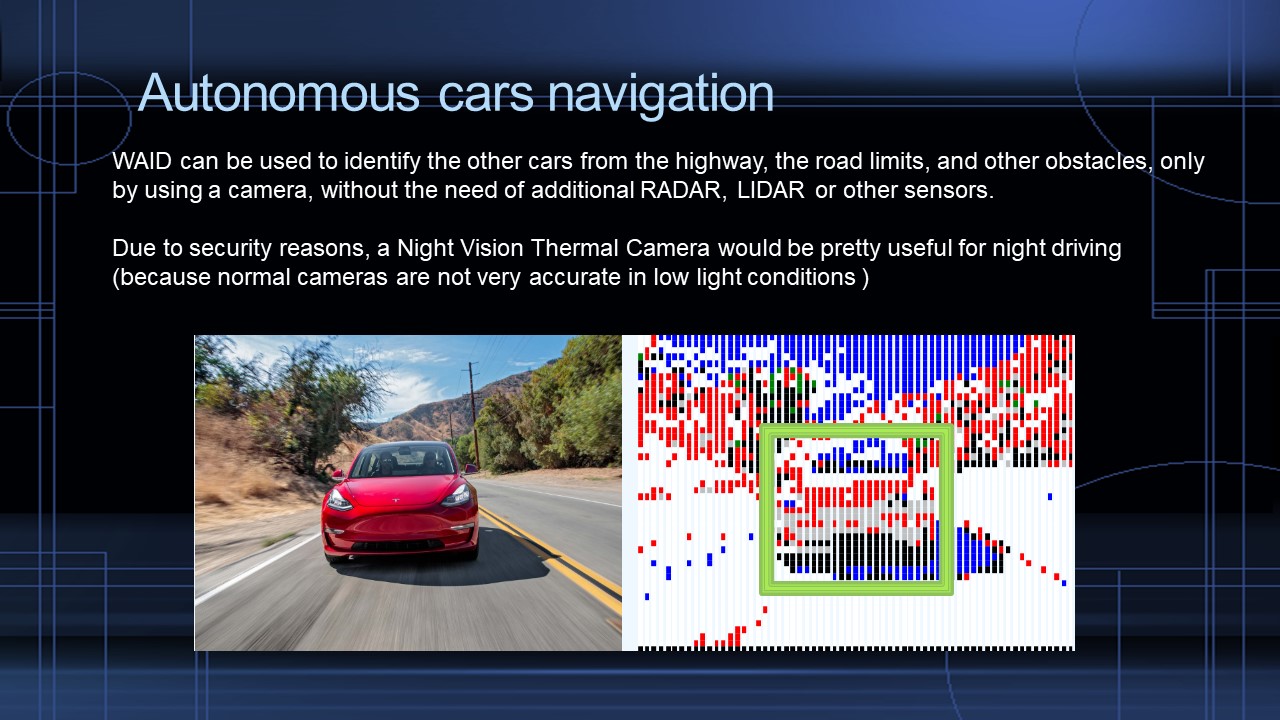 Autonomous cars navigation
WAID can be used to identify the other cars from the highway, the road limits, and other obstacles, only
by using a camera, without the need of additional RADAR, LIDAR or other sensors.
Due to security reasons, a Night Vision Thermal Camera would be pretty useful for night driving
(because normal cameras are not very accurate in low light conditions )